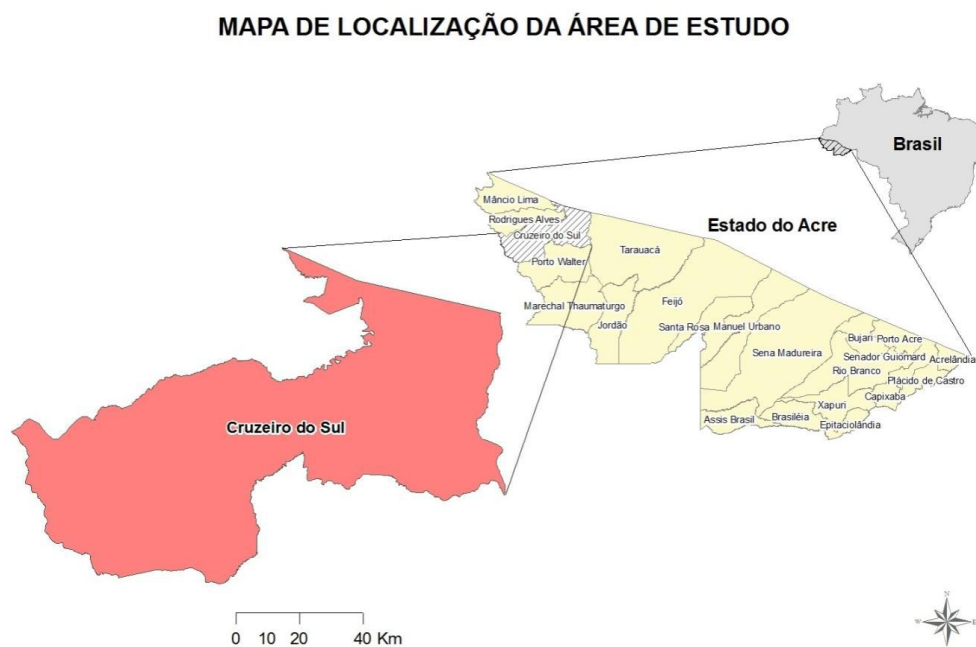 MAPA DE LOCALIZAÇÃO DA ÁREA DE ESTUDO
Brasil
Estado do Acre
Mâncio Lima
Rodrigues Alves
Cruzeiro do Sul
Tarauacá
Porto Walter
Marechal Thaumaturgo
Jordão
Feijó
Santa Rosa
Manuel Urbano
Sena Madureira
Bujari
Porto Acre
Senador Guiomard
Acrelândia
Rio Branco
Plácido de Castro
Capixaba
Xapuri
Assis Brasil
Brasiléia
Epitaciolândia
Cruzeiro do Sul
0 10 20 40 Km
N
W
E
S